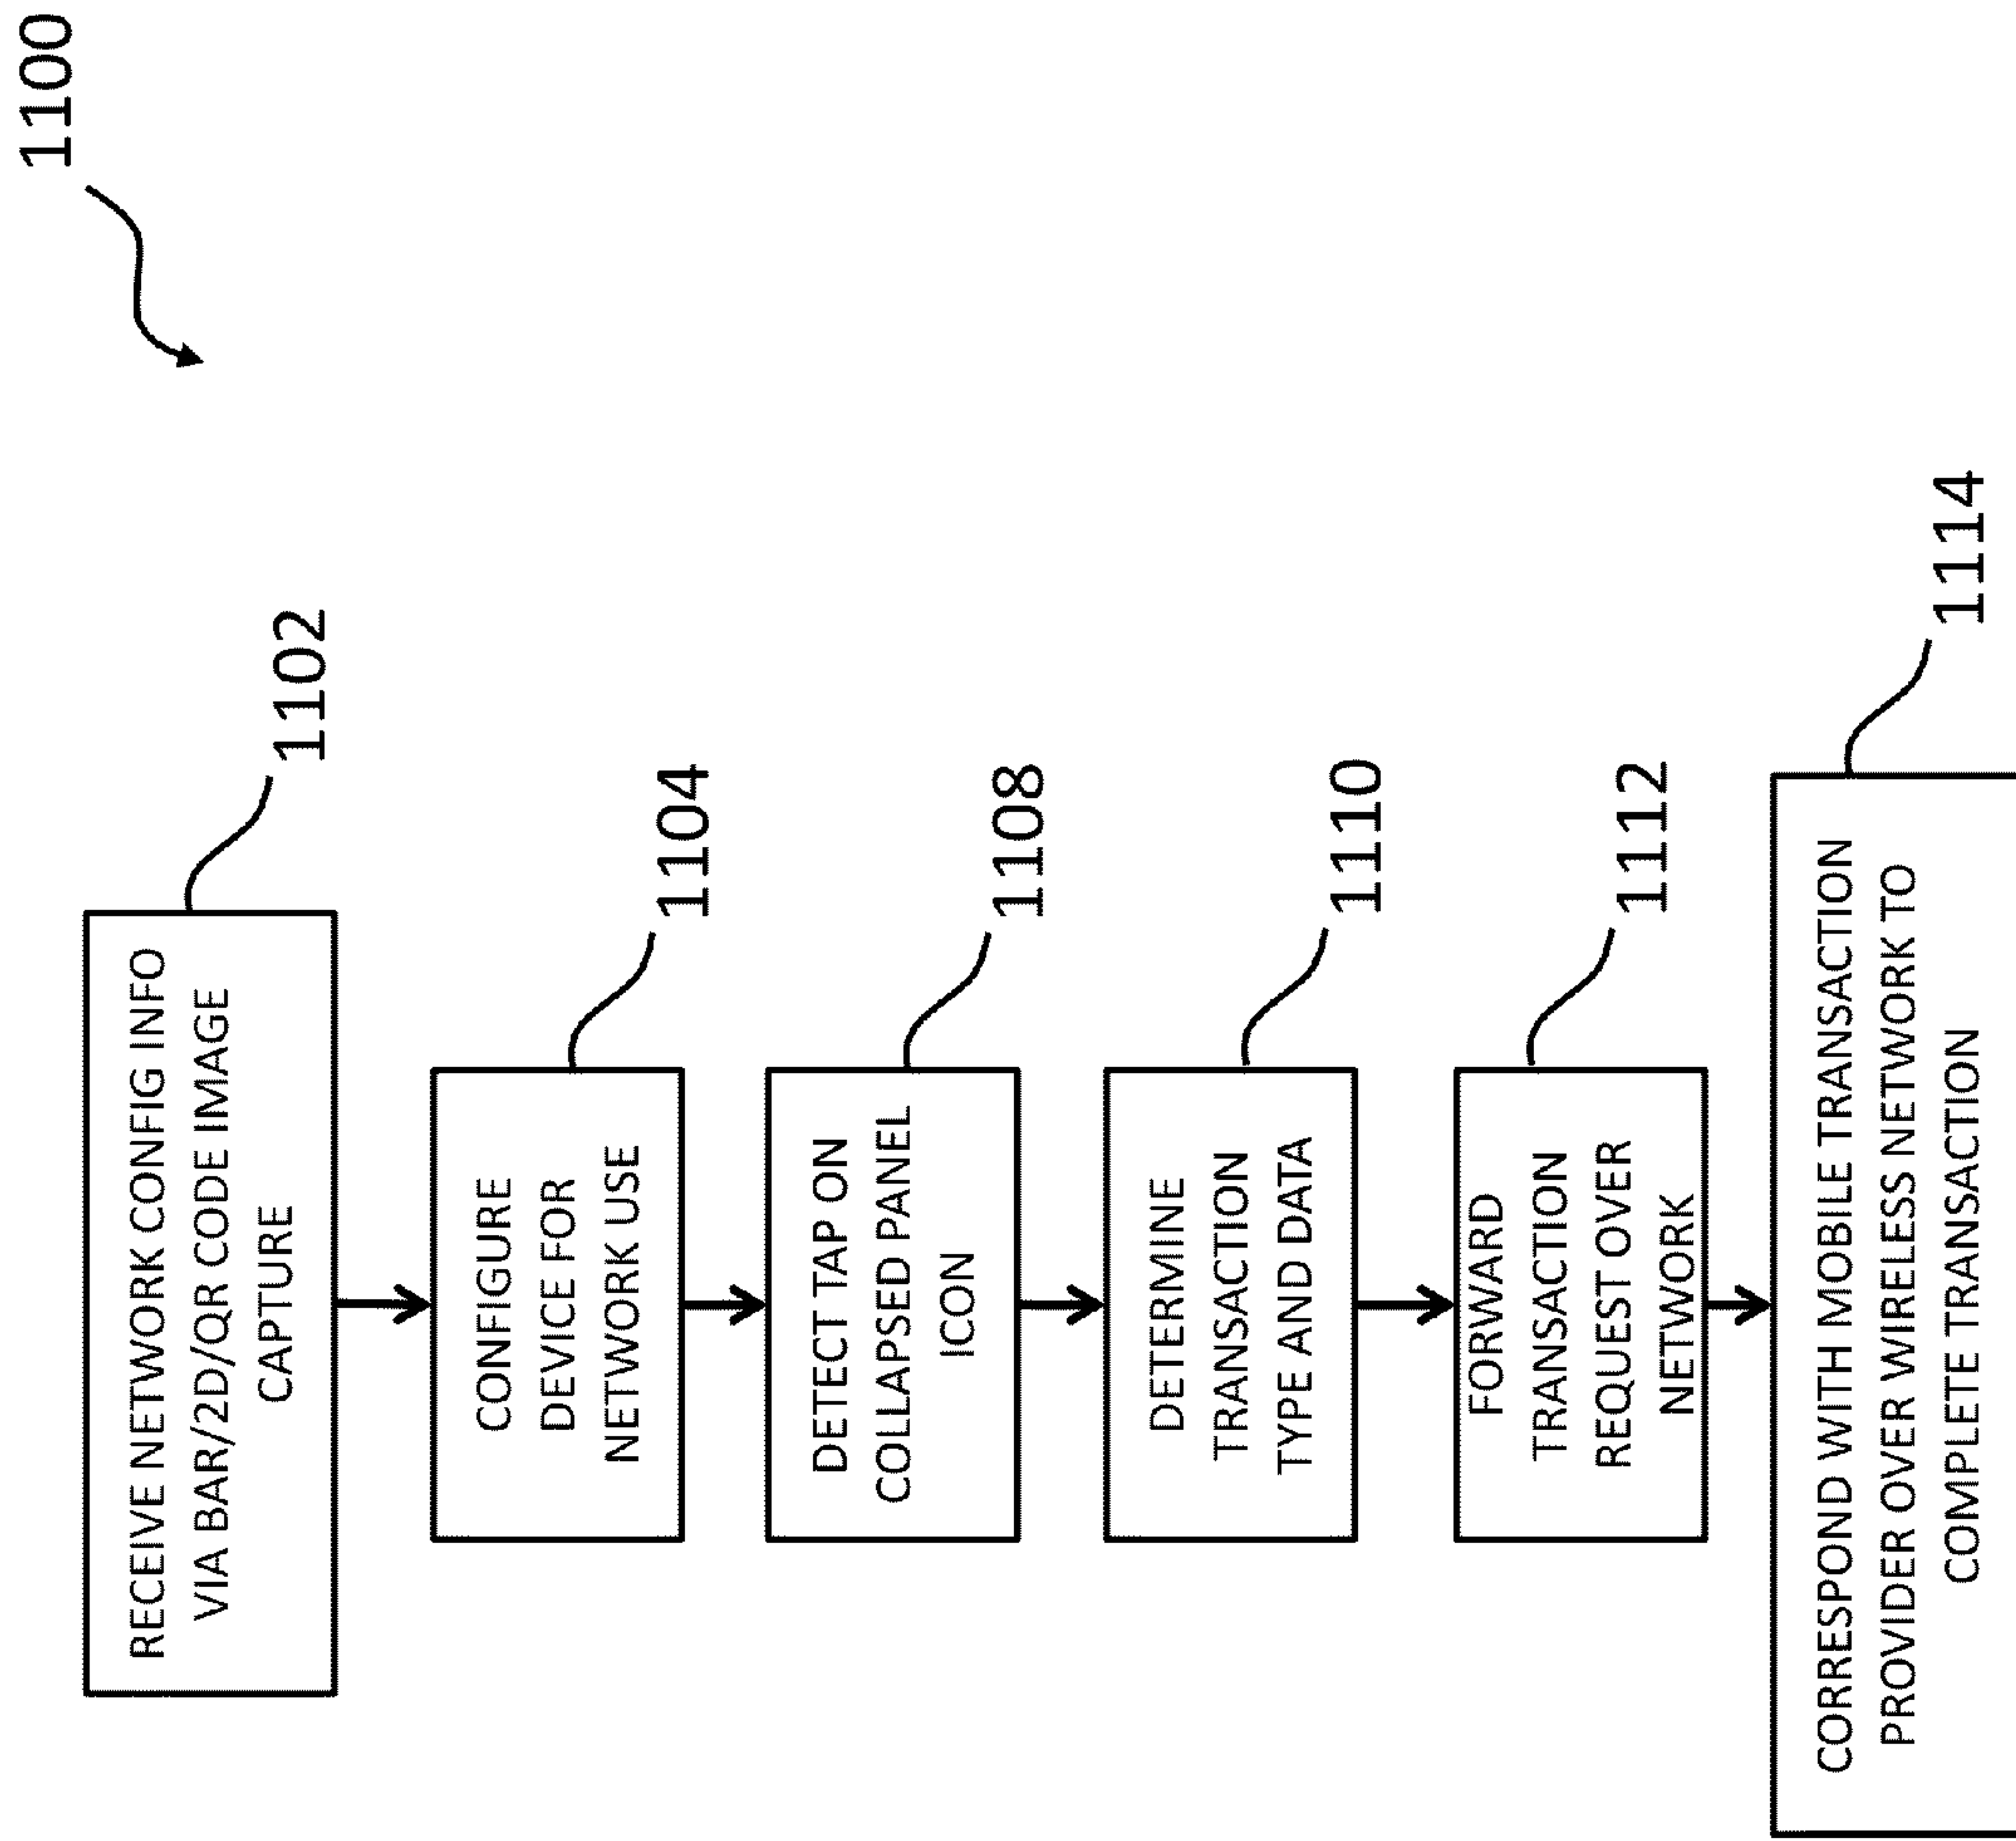 1100
RECEIVE NETWORK CONFIG INFO
VIA BAR/2D/QR CODE IMAGE
CAPTURE
1102
CONFIGURE
DEVICE FOR
NETWORK USE
1104
DETECT TAP ON
COLLAPSED PANEL
ICON
1108
DETERMINE
TRANSACTION
TYPE AND DATA
1110
FORWARD
TRANSACTION
REQUEST OVER
NETWORK
1112
CORRESPOND WITH MOBILE TRANSACTION
PROVIDER OVER WIRELESS NETWORK TO
COMPLETE TRANSACTION
1114